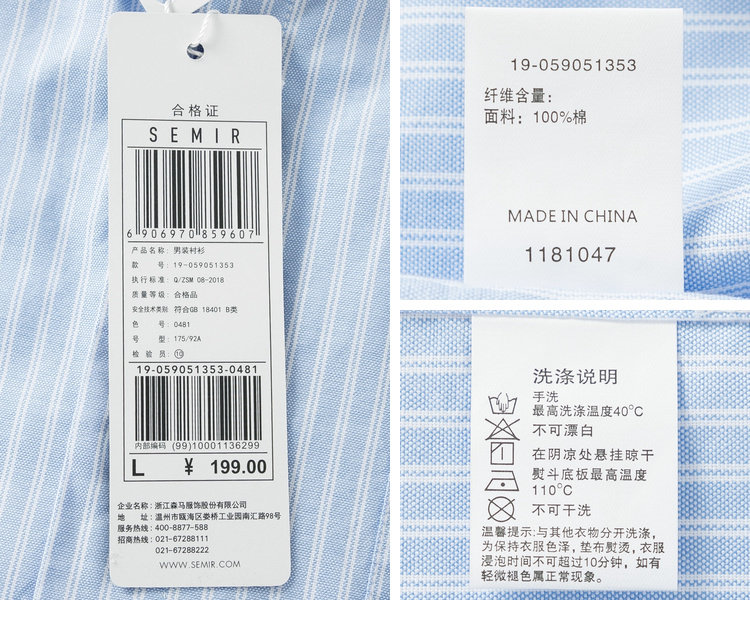 合格证
SEMIR
6 906970 859607
产品名称: 男装衬衫
款 号: 19-059051353
执行标准: Q/ZSM 08-2018
质量等级: 合格品
安全技术类别: 符合GB 18401 B类
色 号: 0481
号 型: 175/92A
检 验 员: ⑩
19-059051353-0481
内部编码 (99)10001136299
L ¥ 199.00
企业名称: 浙江森马服饰股份有限公司
地 址: 温州市瓯海区娄桥工业园南汇路98号
服务热线: 400-8877-588
招商热线: 021-67288111
021-67288222
WWW.SEMIR.COM
19-059051353
纤维含量:
面料: 100%棉
MADE IN CHINA
1181047
洗涤说明
手洗
最高洗涤温度40°C
不可漂白
在阴凉处悬挂晾干
熨斗底板最高温度
110°C
不可干洗
温馨提示:与其他衣物分开洗涤,
为保持衣服色泽,垫布熨烫,衣服
浸泡时间不可超过10分钟,如有
轻微褪色属正常现象。